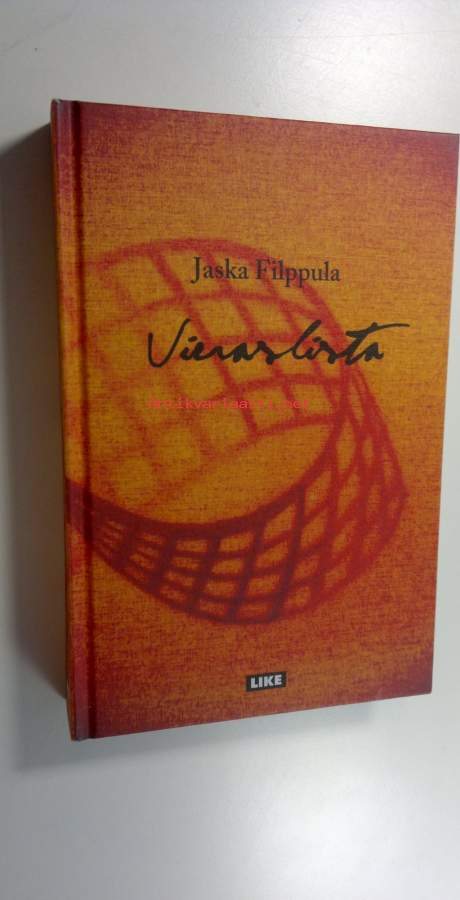 Jaska Filppula
Vieraslista
antikvariaatti.net
LIKE